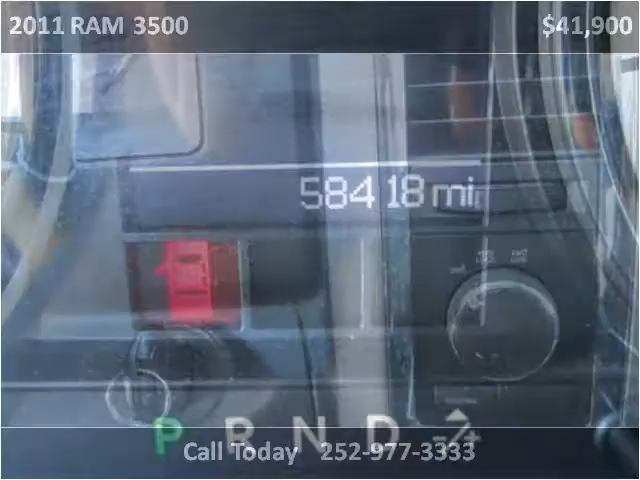 2011 RAM 3500 $41,900
58418 mi
P R N D -/+
Call Today 252-977-3333